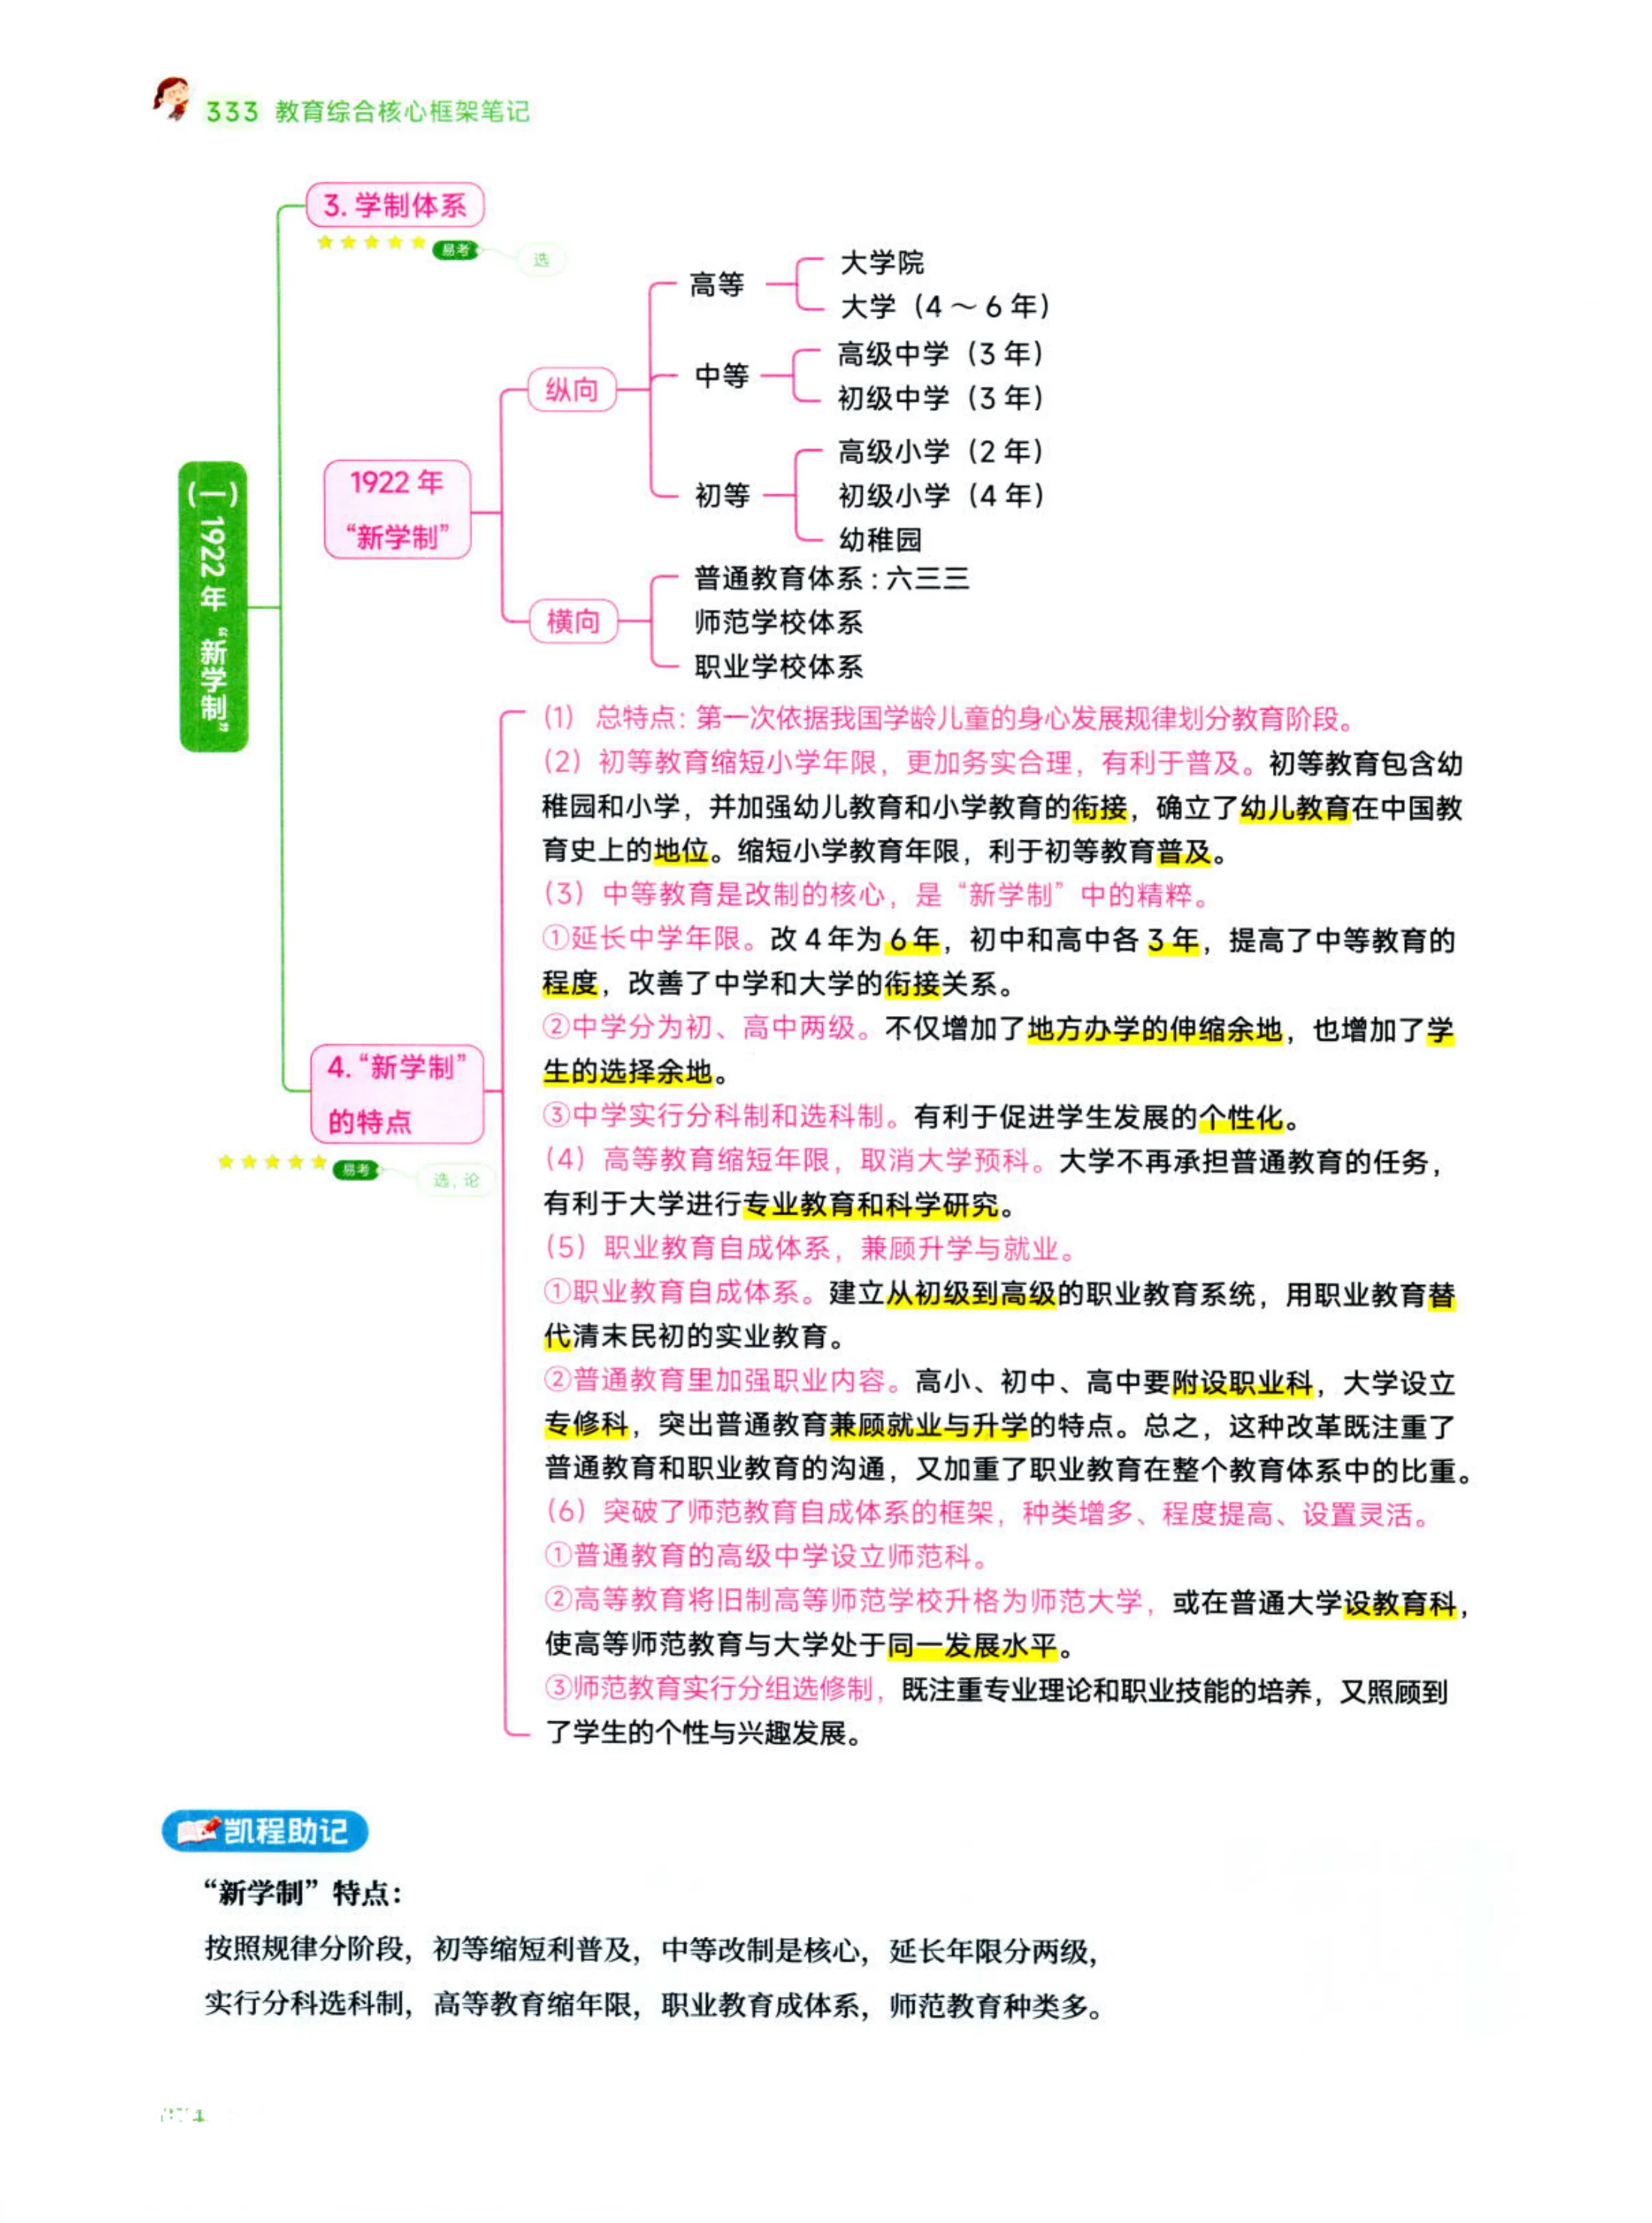 333 教育综合核心框架笔记
3. 学制体系
易考
选
(一) 1922年“新学制”
1922 年
“新学制”
纵向
高等
大学院
大学（4～6 年）
中等
高级中学（3 年）
初级中学（3 年）
初等
高级小学（2 年）
初级小学（4 年）
幼稚园
横向
普通教育体系：六三三
师范学校体系
职业学校体系
4.“新学制”
的特点
易考
选，论
（1） 总特点：第一次依据我国学龄儿童的身心发展规律划分教育阶段。
（2）初等教育缩短小学年限，更加务实合理，有利于普及。初等教育包含幼
稚园和小学，并加强幼儿教育和小学教育的衔接，确立了幼儿教育在中国教
育史上的地位。缩短小学教育年限，利于初等教育普及。
（3）中等教育是改制的核心，是“新学制”中的精粹。
①延长中学年限。改 4 年为 6 年，初中和高中各 3 年，提高了中等教育的
程度，改善了中学和大学的衔接关系。
②中学分为初、高中两级。不仅增加了地方办学的伸缩余地，也增加了学
生的选择余地。
③中学实行分科制和选科制。有利于促进学生发展的个性化。
（4）高等教育缩短年限，取消大学预科。大学不再承担普通教育的任务，
有利于大学进行专业教育和科学研究。
（5）职业教育自成体系，兼顾升学与就业。
①职业教育自成体系。建立从初级到高级的职业教育系统，用职业教育替
代清末民初的实业教育。
②普通教育里加强职业内容。高小、初中、高中要附设职业科，大学设立
专修科，突出普通教育兼顾就业与升学的特点。总之，这种改革既注重了
普通教育和职业教育的沟通，又加重了职业教育在整个教育体系中的比重。
（6）突破了师范教育自成体系的框架，种类增多、程度提高、设置灵活。
①普通教育的高级中学设立师范科。
②高等教育将旧制高等师范学校升格为师范大学，或在普通大学设教育科，
使高等师范教育与大学处于同一发展水平。
③师范教育实行分组选修制，既注重专业理论和职业技能的培养，又照顾到
了学生的个性与兴趣发展。
凯程助记
“新学制”特点：
按照规律分阶段，初等缩短利普及，中等改制是核心，延长年限分两级，
实行分科选科制，高等教育缩年限，职业教育成体系，师范教育种类多。